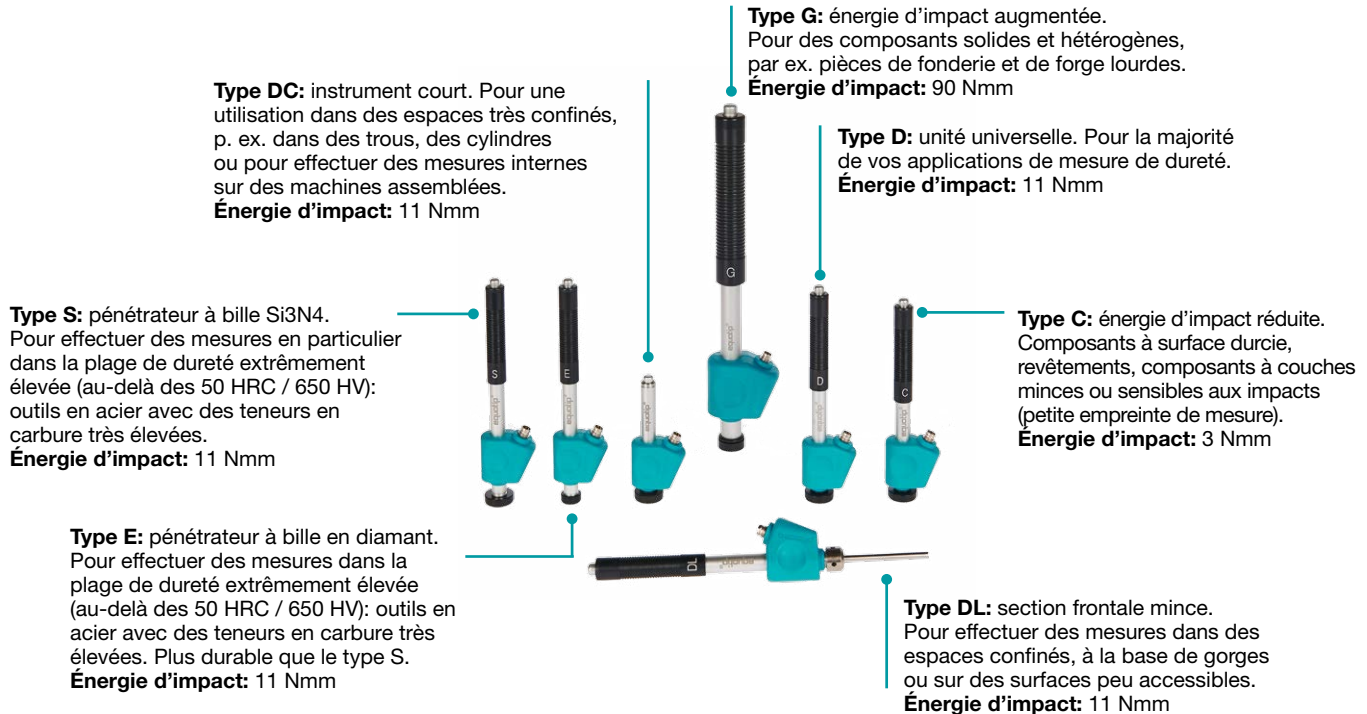 Type G: énergie d’impact augmentée.
Pour des composants solides et hétérogènes,
par ex. pièces de fonderie et de forge lourdes.
Énergie d’impact: 90 Nmm
Type DC: instrument court. Pour une
utilisation dans des espaces très confinés,
p. ex. dans des trous, des cylindres
ou pour effectuer des mesures internes
sur des machines assemblées.
Énergie d’impact: 11 Nmm
Type D: unité universelle. Pour la majorité
de vos applications de mesure de dureté.
Énergie d’impact: 11 Nmm
Type S: pénétrateur à bille Si3N4.
Pour effectuer des mesures en particulier
dans la plage de dureté extrêmement
élevée (au-delà des 50 HRC / 650 HV):
outils en acier avec des teneurs en
carbure très élevées.
Énergie d’impact: 11 Nmm
S
E
G
D
C
Type C: énergie d’impact réduite.
Composants à surface durcie,
revêtements, composants à couches
minces ou sensibles aux impacts
(petite empreinte de mesure).
Énergie d’impact: 3 Nmm
Type E: pénétrateur à bille en diamant.
Pour effectuer des mesures dans la
plage de dureté extrêmement élevée
(au-delà des 50 HRC / 650 HV): outils en
acier avec des teneurs en carbure très
élevées. Plus durable que le type S.
Énergie d’impact: 11 Nmm
DL
Type DL: section frontale mince.
Pour effectuer des mesures dans des
espaces confinés, à la base de gorges
ou sur des surfaces peu accessibles.
Énergie d’impact: 11 Nmm